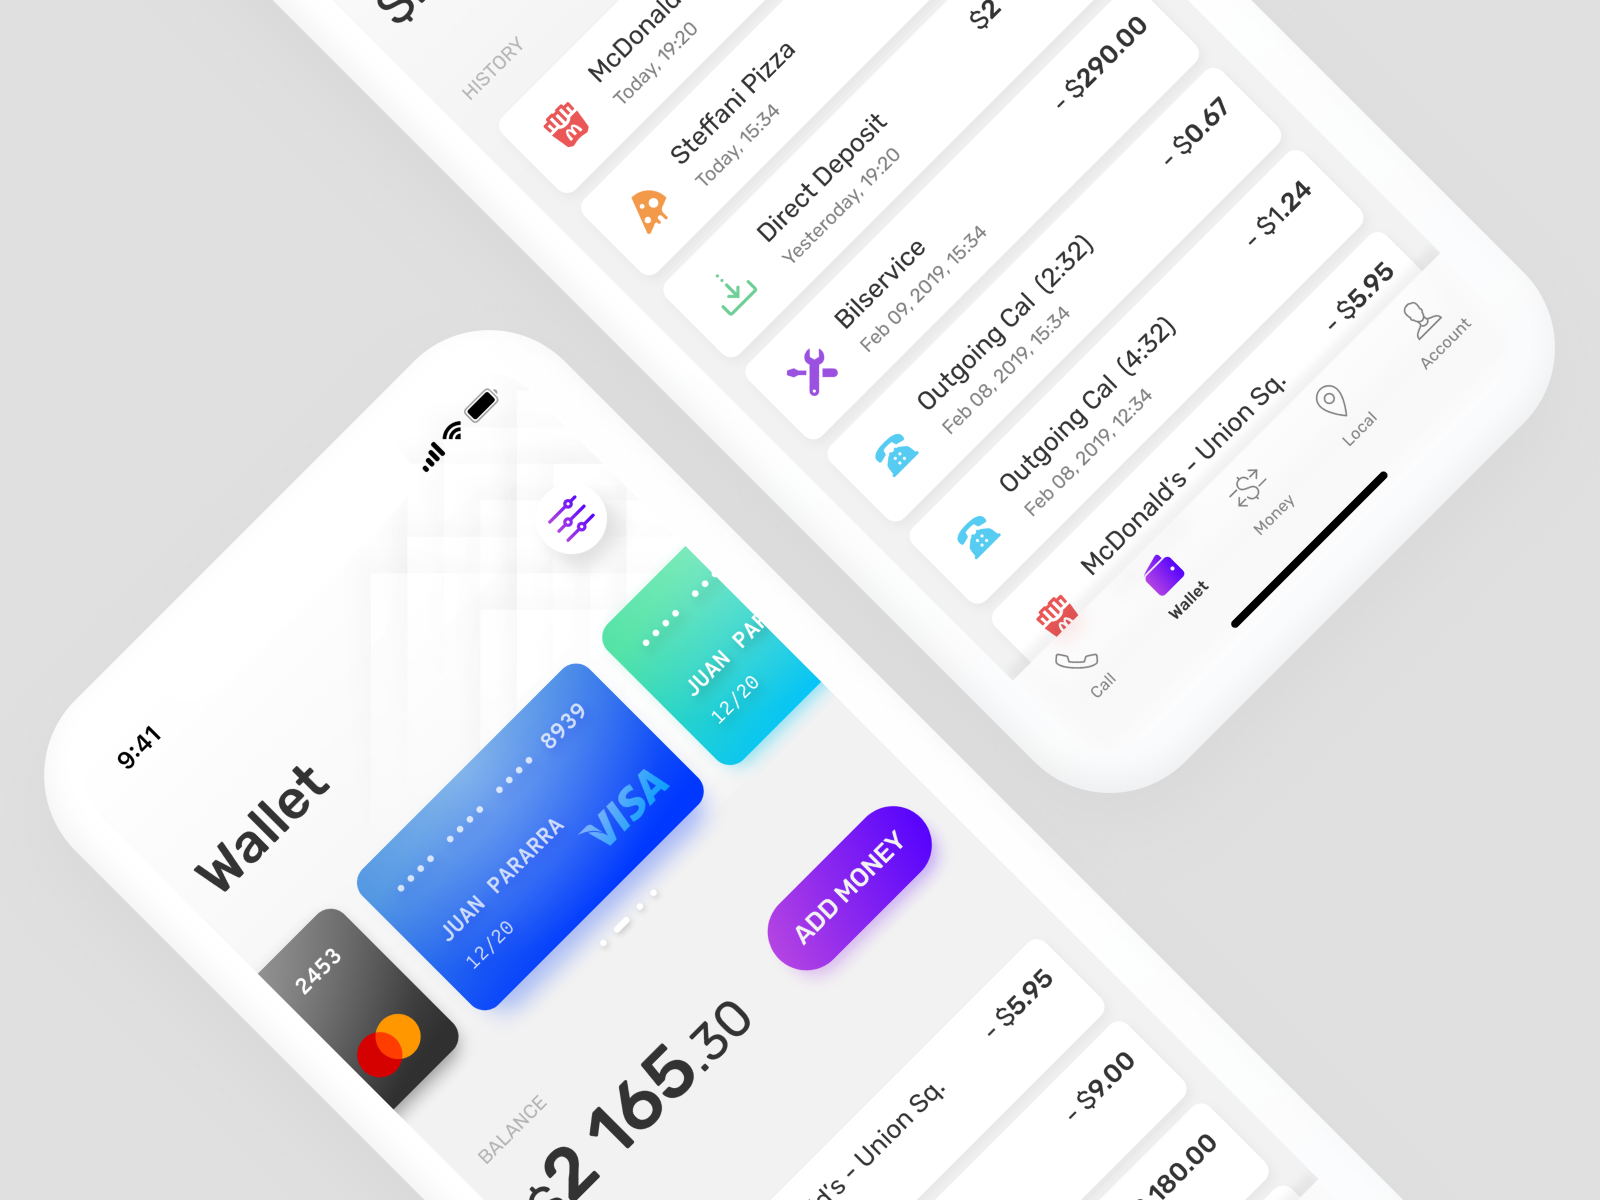 9:41
Wallet
2453
8939
JUAN PARARRA
12/20
VISA
JUAN PAR
12/20
ADD MONEY
BALANCE
$2 165.30
d's - Union Sq.
- $5.95
- $9.00
180.00
HISTORY
McDonald
Today, 19:20
Steffani Pizza
Today, 15:34
$2
Direct Deposit
Yesteroday, 19:20
Bilservice
Feb 09, 2019, 15:34
- $290.00
Outgoing Cal (2:32)
Feb 08, 2019, 15:34
- $0.67
Outgoing Cal (4:32)
Feb 08, 2019, 12:34
- $1.24
McDonald's - Union Sq.
- $5.95
Call
Wallet
Money
Local
Account